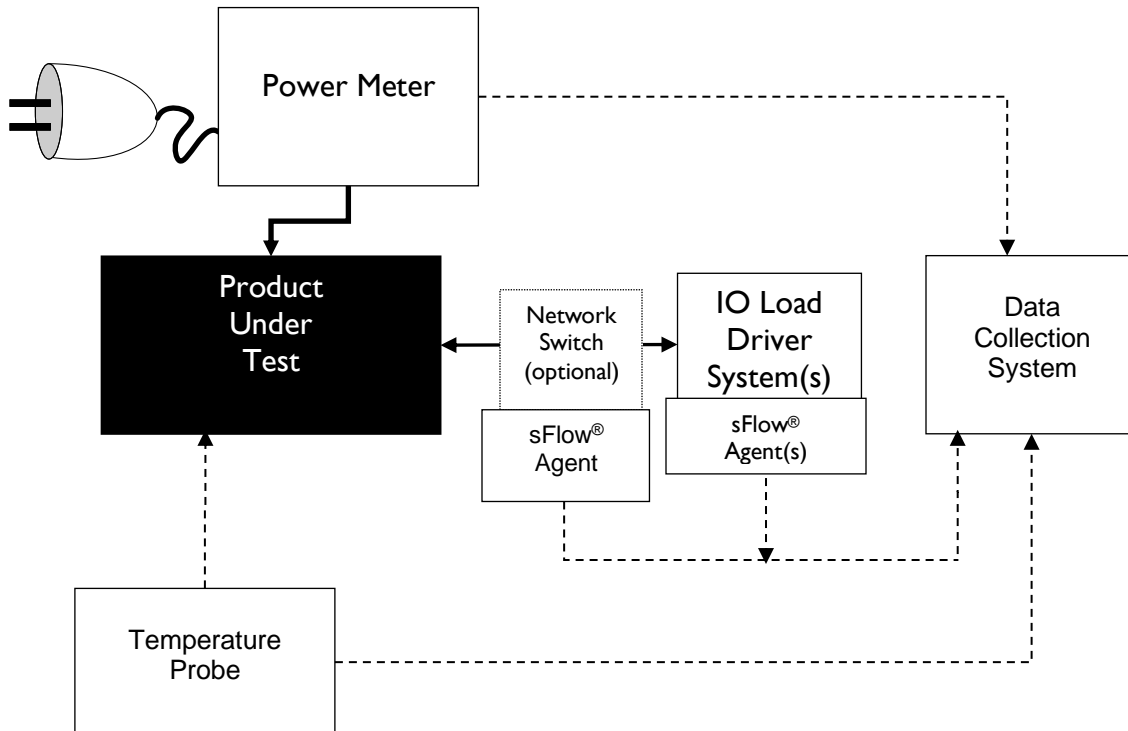 Power Meter
Product
Under
Test
Network
Switch
(optional)
IO Load
Driver
System(s)
Data
Collection
System
sFlow®
Agent
sFlow®
Agent(s)
Temperature
Probe